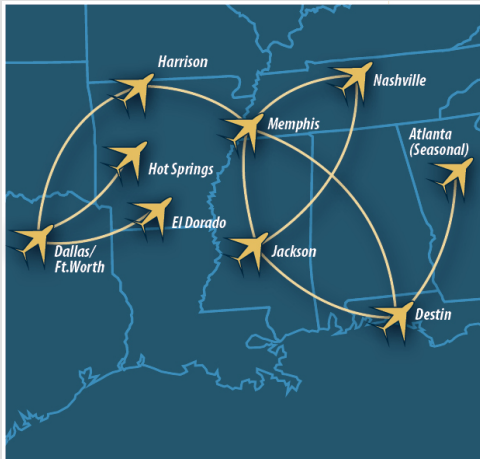 Harrison
Nashville
Memphis
Atlanta
(Seasonal)
Hot Springs
El Dorado
Dallas/
Ft.Worth
Jackson
Destin